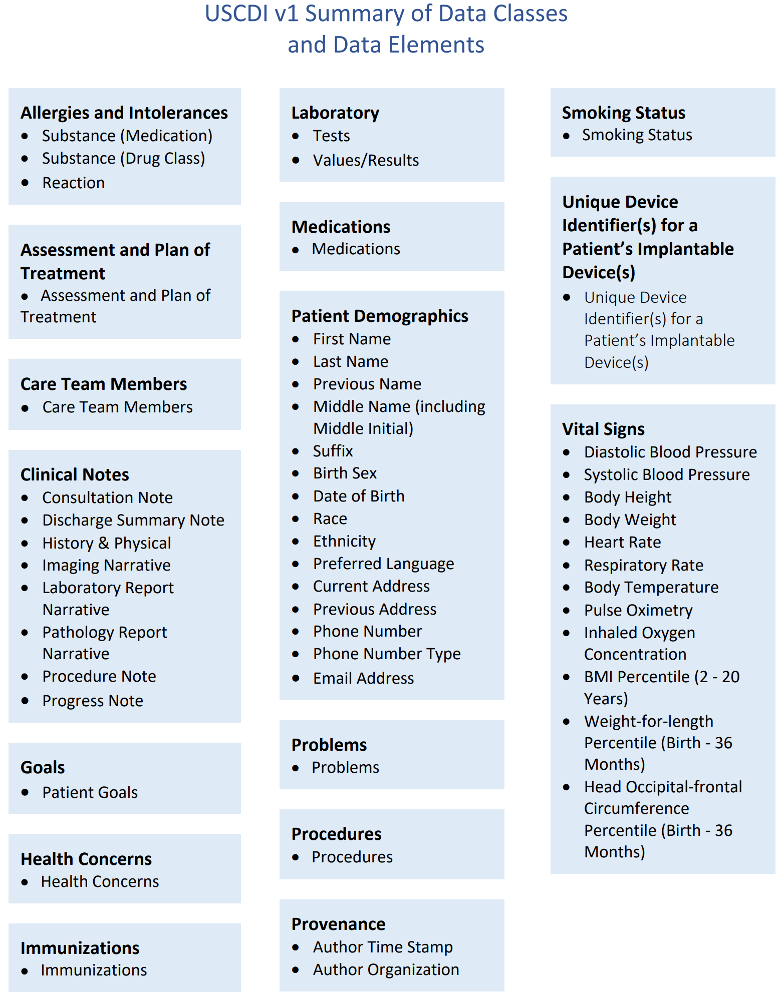 USCDI v1 Summary of Data Classes
and Data Elements
Allergies and Intolerances
• Substance (Medication)
• Substance (Drug Class)
• Reaction
Assessment and Plan of
Treatment
• Assessment and Plan of
Treatment
Care Team Members
• Care Team Members
Clinical Notes
• Consultation Note
• Discharge Summary Note
• History & Physical
• Imaging Narrative
• Laboratory Report
Narrative
• Pathology Report
Narrative
• Procedure Note
• Progress Note
Goals
• Patient Goals
Health Concerns
• Health Concerns
Immunizations
• Immunizations
Laboratory
• Tests
• Values/Results
Medications
• Medications
Patient Demographics
• First Name
• Last Name
• Previous Name
• Middle Name (including
Middle Initial)
• Suffix
• Birth Sex
• Date of Birth
• Race
• Ethnicity
• Preferred Language
• Current Address
• Previous Address
• Phone Number
• Phone Number Type
• Email Address
Problems
• Problems
Procedures
• Procedures
Provenance
• Author Time Stamp
• Author Organization
Smoking Status
• Smoking Status
Unique Device
Identifier(s) for a
Patient’s Implantable
Device(s)
• Unique Device
Identifier(s) for a
Patient’s Implantable
Device(s)
Vital Signs
• Diastolic Blood Pressure
• Systolic Blood Pressure
• Body Height
• Body Weight
• Heart Rate
• Respiratory Rate
• Body Temperature
• Pulse Oximetry
• Inhaled Oxygen
Concentration
• BMI Percentile (2 - 20
Years)
• Weight-for-length
Percentile (Birth - 36
Months)
• Head Occipital-frontal
Circumference
Percentile (Birth - 36
Months)